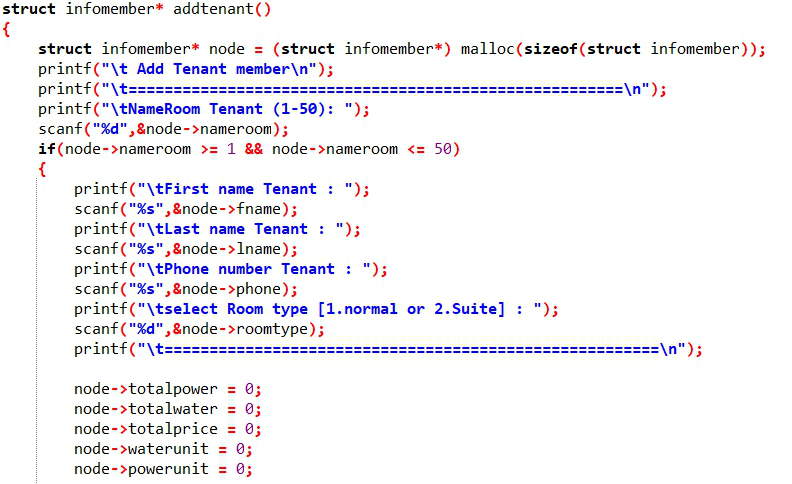 struct infomember* addtenant()
{
struct infomember* node = (struct infomember*) malloc(sizeof(struct infomember));
printf("\t Add Tenant member\n");
printf("\t=======================================================\n");
printf("\tNameRoom Tenant (1-50): ");
scanf("%d",&node->nameroom);
if(node->nameroom >= 1 && node->nameroom <= 50)
{
printf("\tFirst name Tenant : ");
scanf("%s",&node->fname);
printf("\tLast name Tenant : ");
scanf("%s",&node->lname);
printf("\tPhone number Tenant : ");
scanf("%s",&node->phone);
printf("\tselect Room type [1.normal or 2.Suite] : ");
scanf("%d",&node->roomtype);
printf("\t=======================================================\n");
node->totalpower = 0;
node->totalwater = 0;
node->totalprice = 0;
node->waterunit = 0;
node->powerunit = 0;